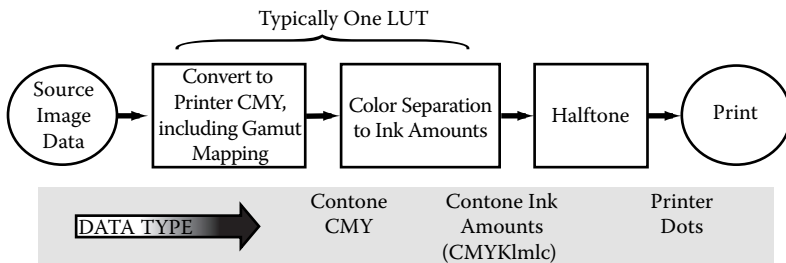 Typically One LUT
Source
Image
Data
Convert to
Printer CMY,
including Gamut
Mapping
Color Separation
to Ink Amounts
Halftone
Print
DATA TYPE
Contone
CMY
Contone Ink
Amounts
(CMYKlmlc)
Printer
Dots